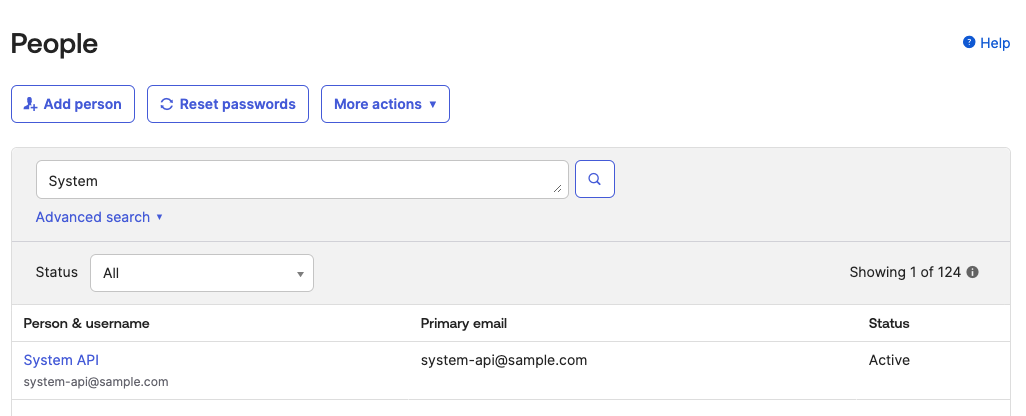 People
Help
Add person
Reset passwords
More actions
System
Advanced search
Status
All
Showing 1 of 124
Person & username
Primary email
Status
System API
system-api@sample.com
Active
system-api@sample.com